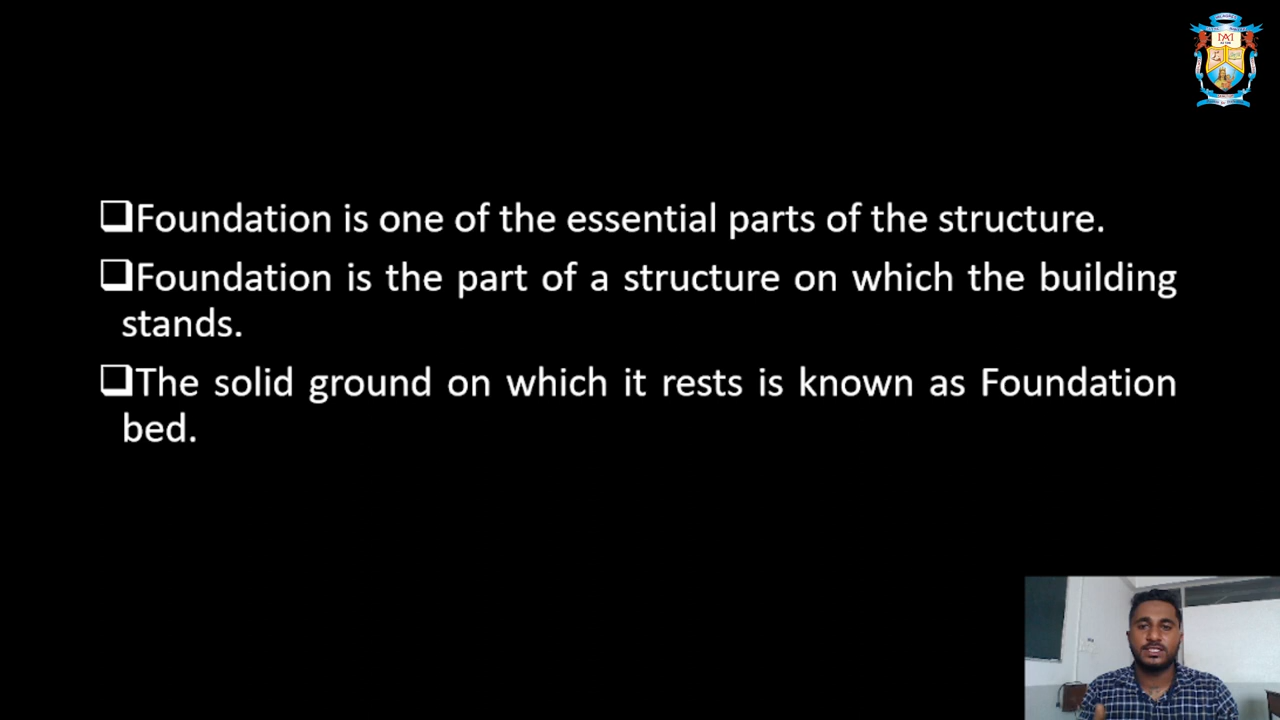 Foundation is one of the essential parts of the structure.
Foundation is the part of a structure on which the building
stands.
The solid ground on which it rests is known as Foundation
bed.